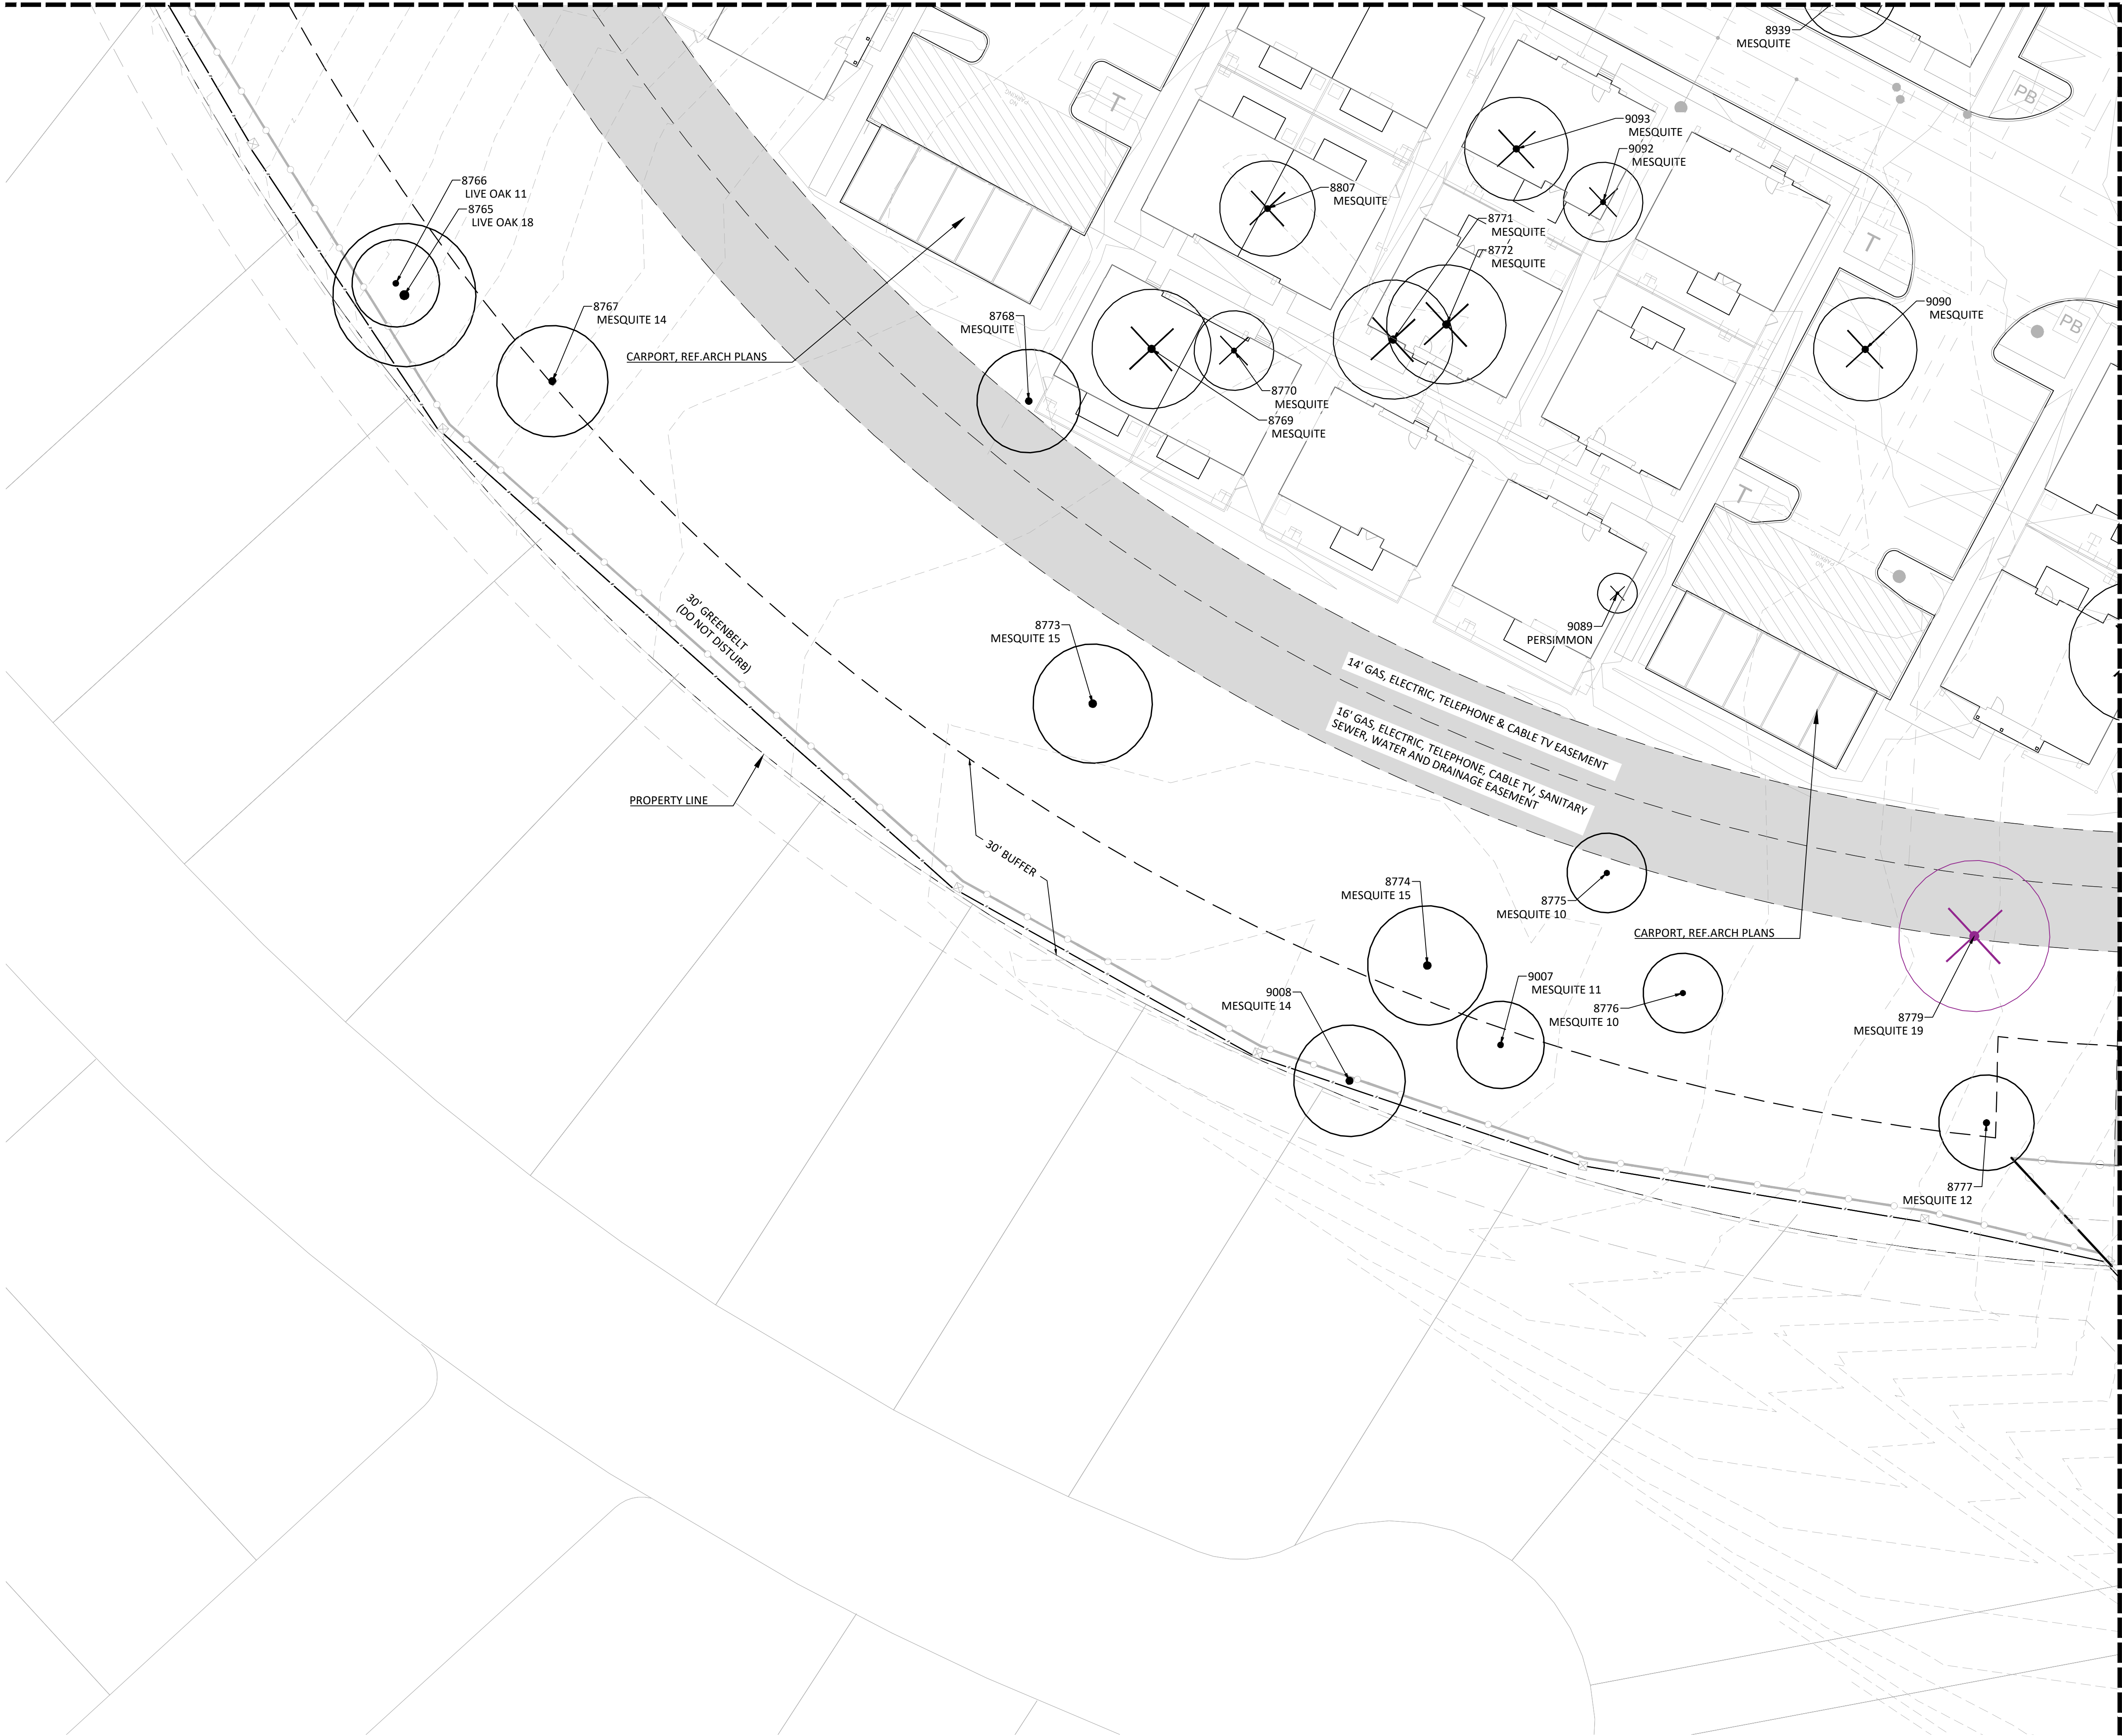 8939
MESQUITE
PB
T
9093
MESQUITE
9092
MESQUITE
8766
LIVE OAK 11
8765
LIVE OAK 18
8807
MESQUITE
8771
MESQUITE
8772
MESQUITE
T
8767
MESQUITE 14
8768
MESQUITE
9090
MESQUITE
PB
CARPORT, REF.ARCH PLANS
8770
MESQUITE
8769
MESQUITE
T
30' GREENBELT
(DO NOT DISTURB)
8773
MESQUITE 15
9089
PERSIMMON
14' GAS, ELECTRIC, TELEPHONE & CABLE TV EASEMENT
16' GAS, ELECTRIC, TELEPHONE, CABLE TV, SANITARY
SEWER, WATER AND DRAINAGE EASEMENT
PROPERTY LINE
30' BUFFER
8774
MESQUITE 15
8775
MESQUITE 10
CARPORT, REF.ARCH PLANS
9007
MESQUITE 11
9008
MESQUITE 14
8776
MESQUITE 10
8779
MESQUITE 19
8777
MESQUITE 12